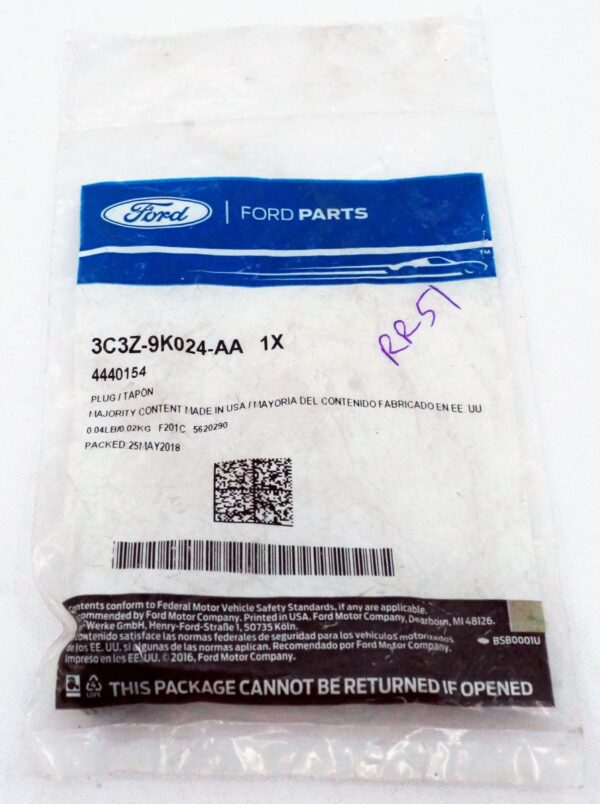 Ford | FORD PARTS
TM
RR51
3C3Z-9K024-AA 1X
4440154
PLUG / TAPON
MAJORITY CONTENT MADE IN USA / MAYORIA DEL CONTENIDO FABRICADO EN EE UU
0.04LB/0.02KG F201C 5620290
PACKED:25MAY2018
Contents conform to Federal Motor Vehicle Safety Standards, if any are applicable.
commended by Ford Motor Company. Printed in USA. Ford Motor Company, Dearborn, MI 48126.
-Werke GmbH, Henry-Ford-Straße 1, 50735 Köln.
contenido satisface las normas federales de seguridad para los vehículos motorizados
de los EE. UU. si algunas de las normas aplican. Recomendado por Ford Motor Company.
Impreso en los EE.UU. © 2016, Ford Motor Company.
BSB0001U
4
LDPE
THIS PACKAGE CANNOT BE RETURNED IF OPENED